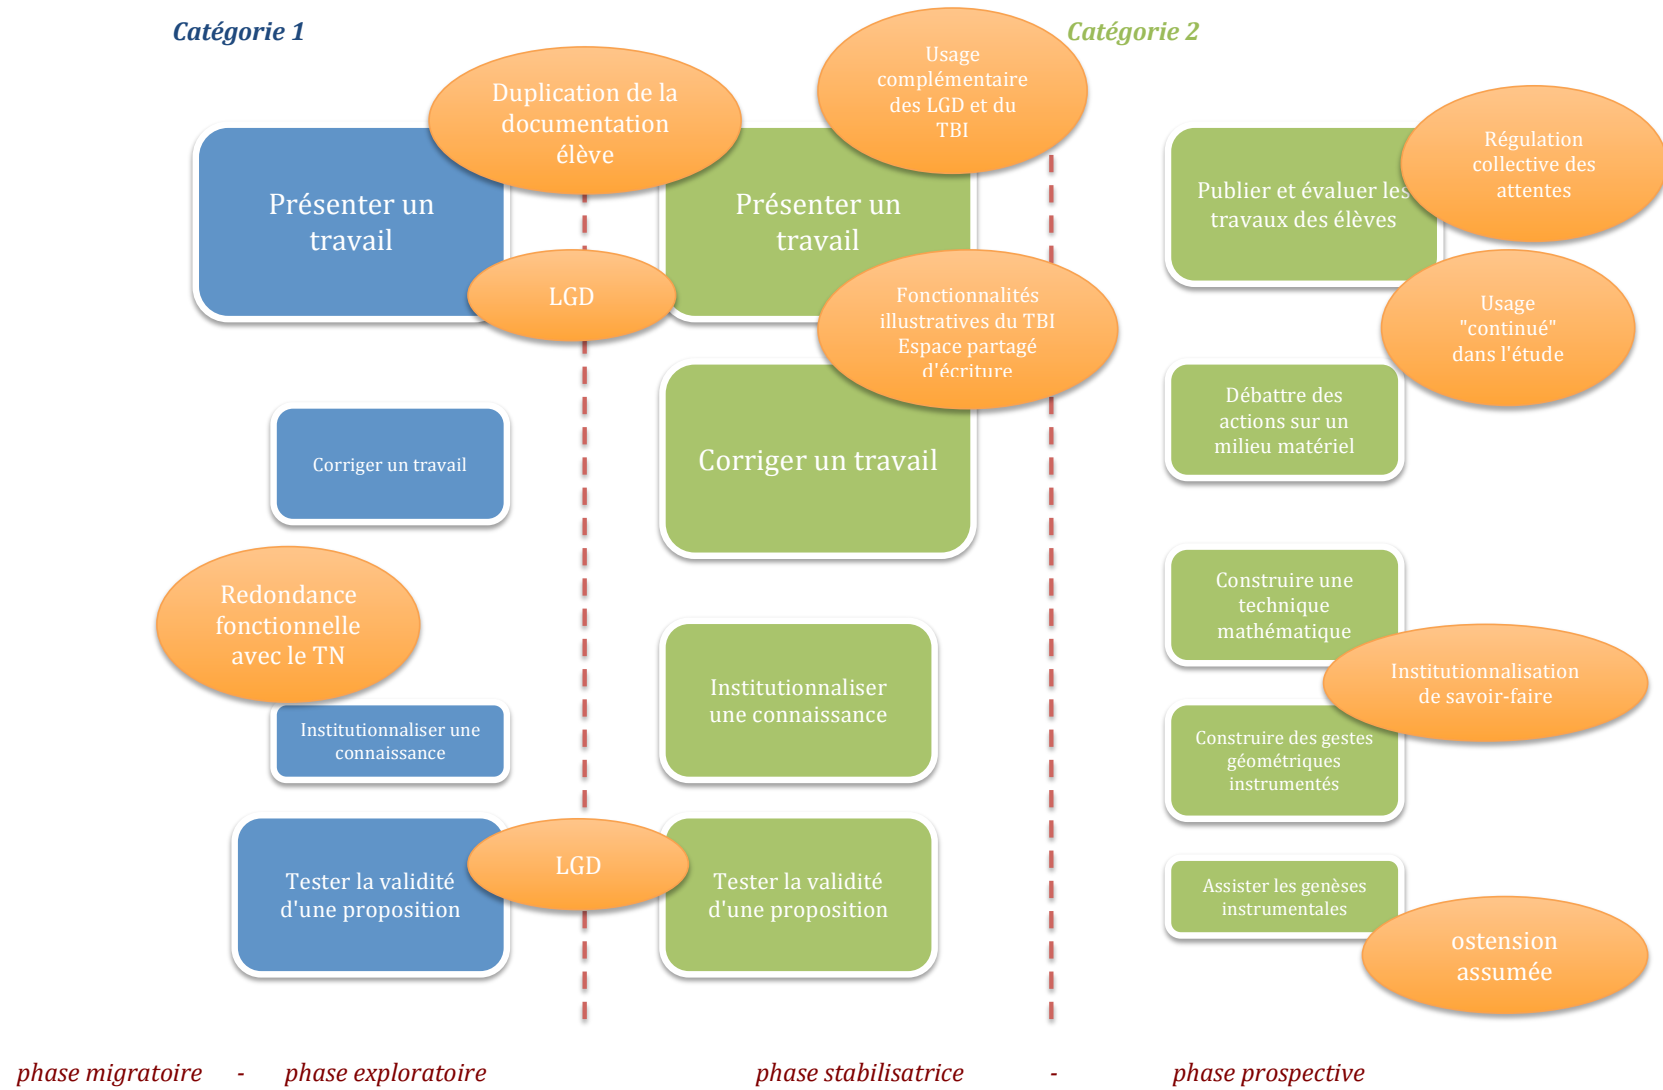 Catégorie 1
Catégorie 2
Duplication de la
documentation
élève
Usage
complémentaire
des LGD et du
TBI
Régulation
collective des
attentes
Présenter un
travail
Présenter un
travail
Publier et évaluer les
travaux des élèves
LGD
Fonctionnalités
illustratives du TBI
Espace partagé
d'écriture
Usage
"continué"
dans l'étude
Corriger un travail
Corriger un travail
Débattre des
actions sur un
milieu matériel
Redondance
fonctionnelle
avec le TN
Construire une
technique
mathématique
Institutionnaliser une
connaissance
Institutionnaliser
une connaissance
Institutionnalisation
de savoir-faire
Construire des gestes
géométriques
instrumentés
Tester la validité
d'une proposition
LGD
Tester la validité
d'une proposition
Assister les genèses
instrumentales
ostension
assumée
phase migratoire - phase exploratoire phase stabilisatrice - phase prospective